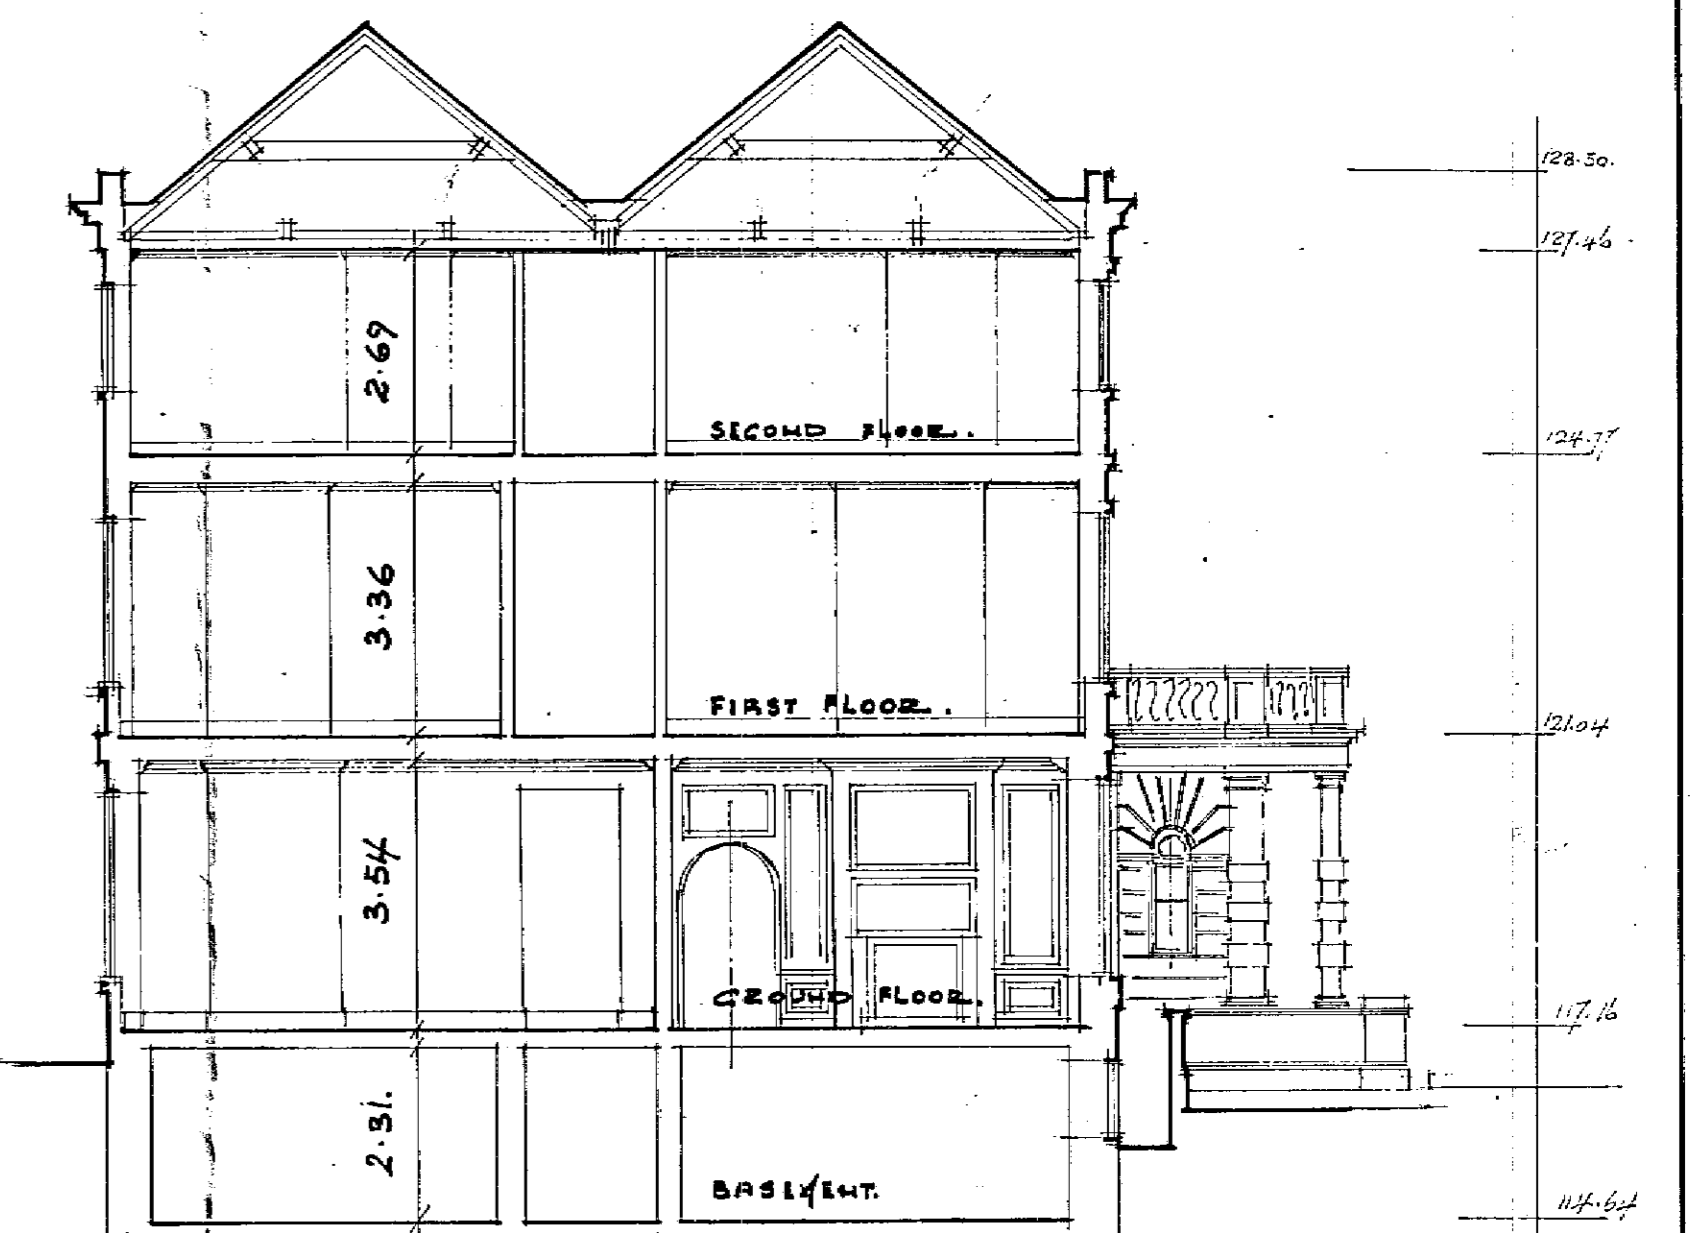 128.50.
127.46
2.69
SECOND FLOOR.
124.77
3.36
FIRST FLOOR.
121.04
3.54
GROUND FLOOR.
117.16
2.31.
BASEMENT.
114.64